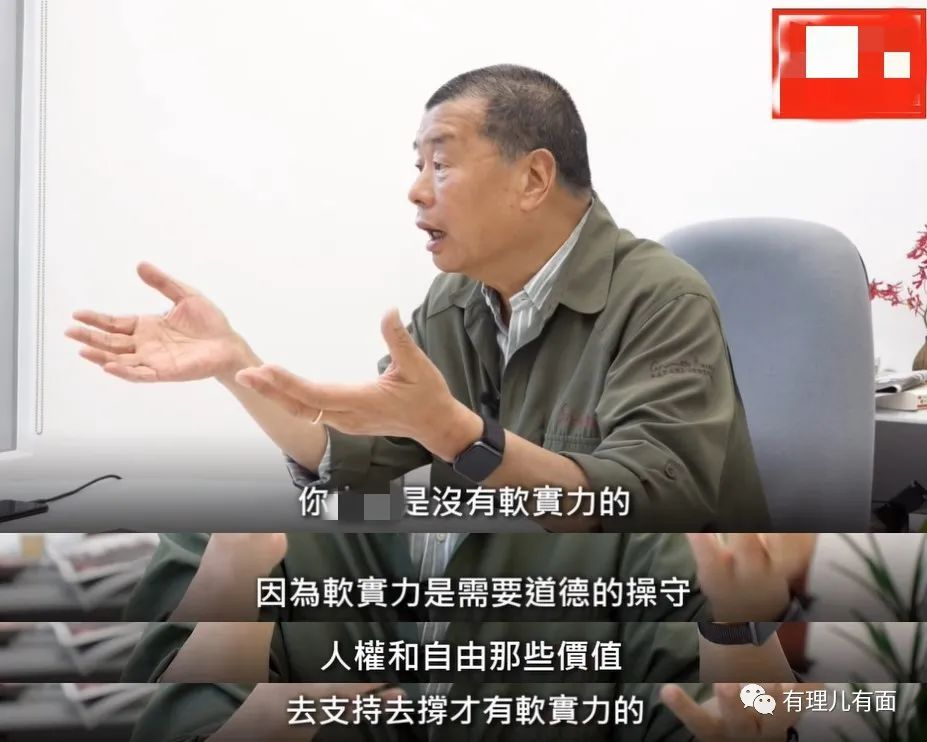 你 是沒有軟實力的
因為軟實力是需要道德的操守
人權和自由那些價值
去支持去撐才有軟實力的
有理儿有面